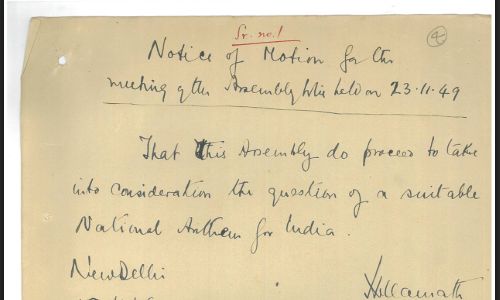 Sr. no. 1
4
Notice of Motion for the
meeting of the Assembly to be held on 23.11.49
That this Assembly do proceed to take
into consideration the question of a suitable
National Anthem for India.
New Delhi